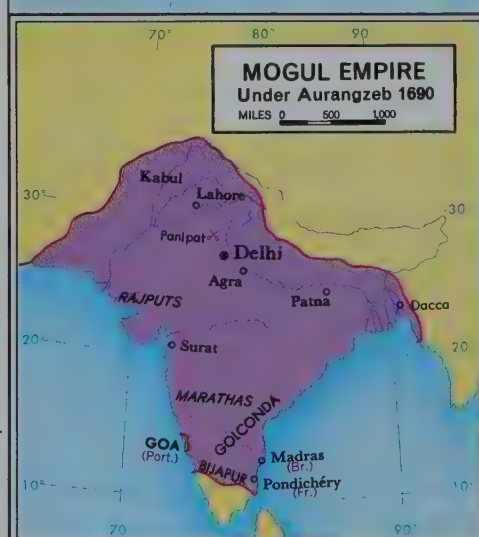 70° 80° 90
MOGUL EMPIRE
Under Aurangzeb 1690
MILES 0 500 1,000
Kabul
30° Lahore 30
Panipat
Delhi
Agra
Patna
RAJPUTS Dacca
20° Surat 20
MARATHAS
GOLCONDA
GOA
(Port.)
Madras
(Br.)
BIJAPUR
Pondichéry
(Fr.)
10° 10°
70 80° 90°